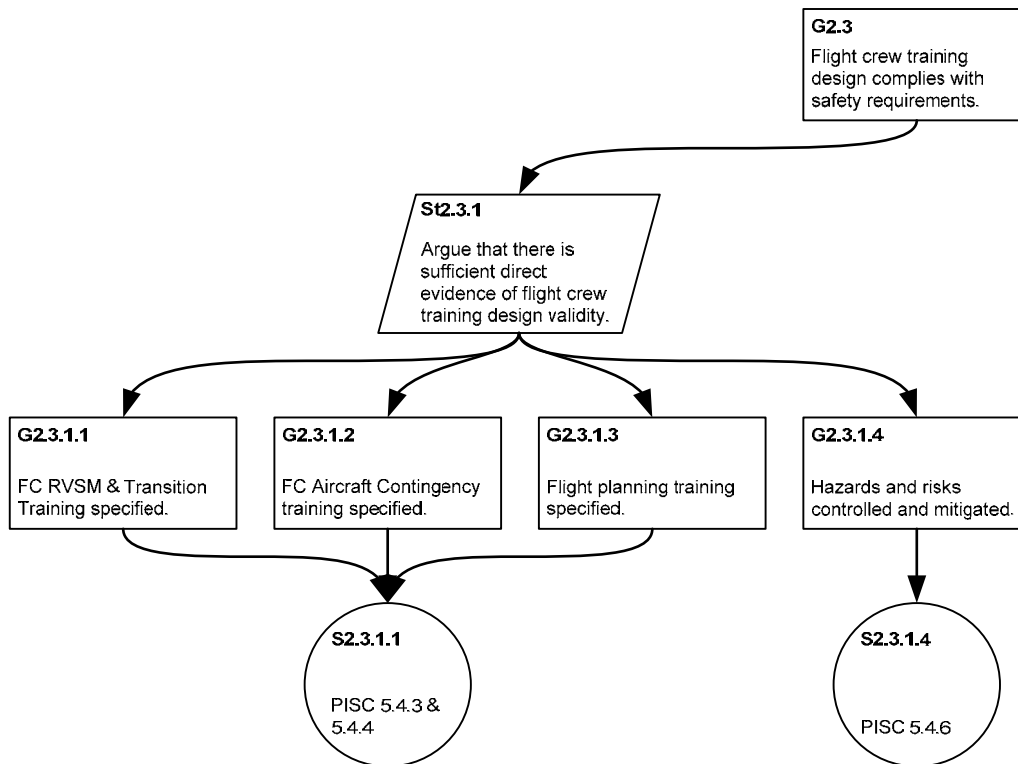 G2.3
Flight crew training
design complies with
safety requirements.
St2.3.1
Argue that there is
sufficient direct
evidence of flight crew
training design validity.
G2.3.1.1
FC RVSM & Transition
Training specified.
G2.3.1.2
FC Aircraft Contingency
training specified.
G2.3.1.3
Flight planning training
specified.
G2.3.1.4
Hazards and risks
controlled and mitigated.
S2.3.1.1
PISC 5.4.3 &
5.4.4
S2.3.1.4
PISC 5.4.6